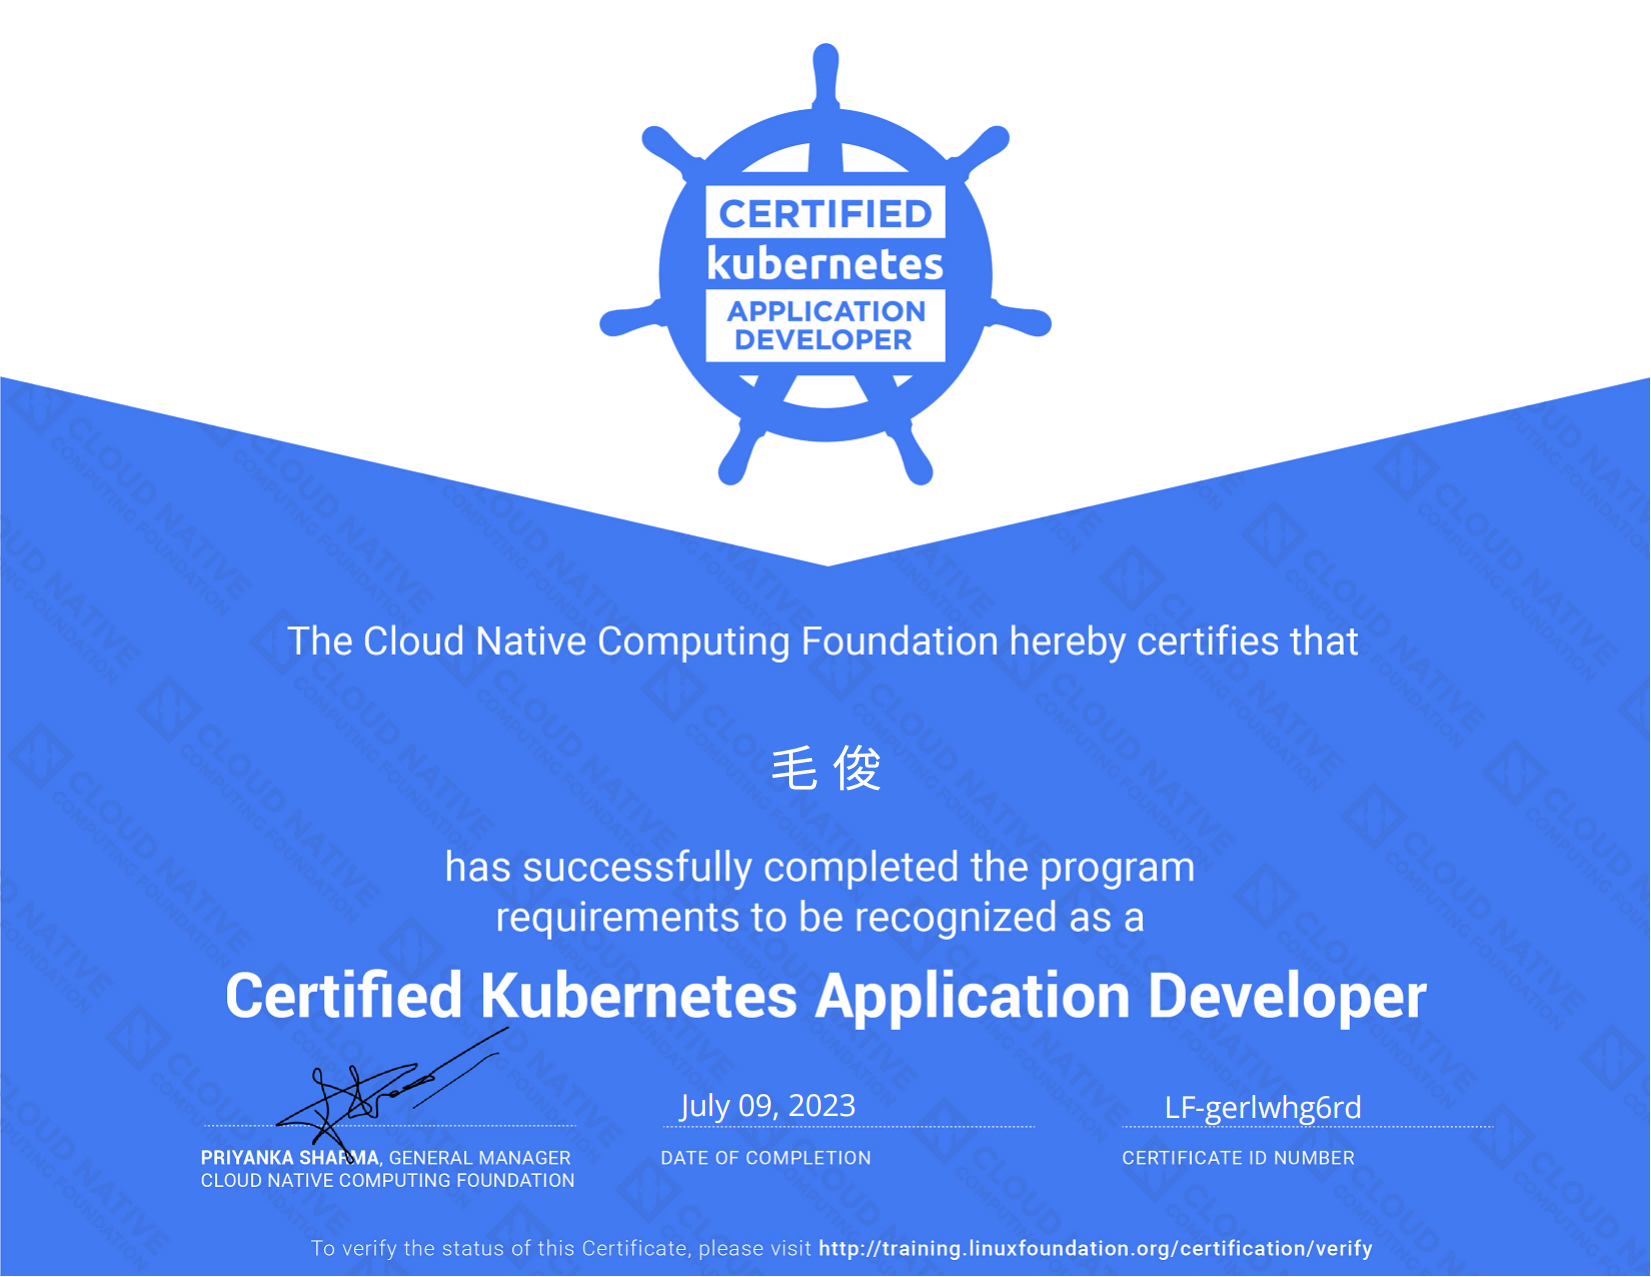 CERTIFIED
kubernetes
APPLICATION
DEVELOPER
The Cloud Native Computing Foundation hereby certifies that
毛 俊
has successfully completed the program
requirements to be recognized as a
Certified Kubernetes Application Developer
July 09, 2023
LF-gerlwhg6rd
PRIYANKA SHARMA, GENERAL MANAGER
CLOUD NATIVE COMPUTING FOUNDATION
DATE OF COMPLETION
CERTIFICATE ID NUMBER
To verify the status of this Certificate, please visit http://training.linuxfoundation.org/certification/verify